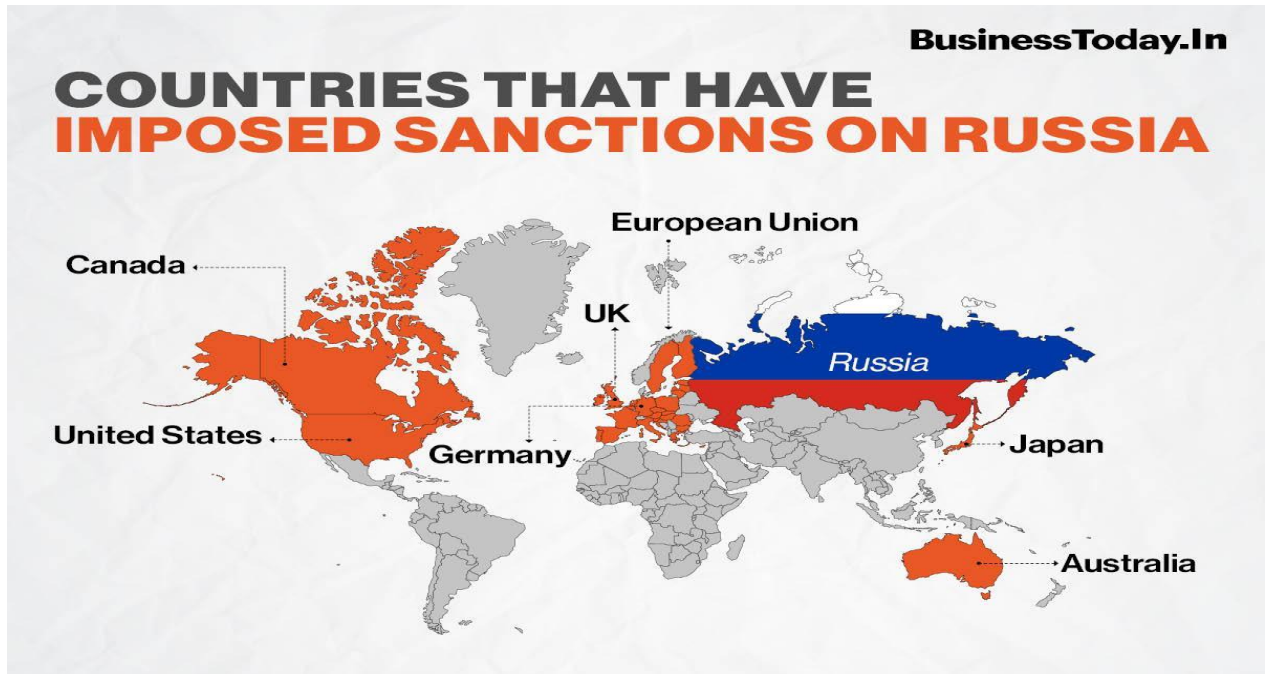 BusinessToday.In
COUNTRIES THAT HAVE
IMPOSED SANCTIONS ON RUSSIA
European Union
Canada
UK
Russia
United States
Germany
Japan
Australia